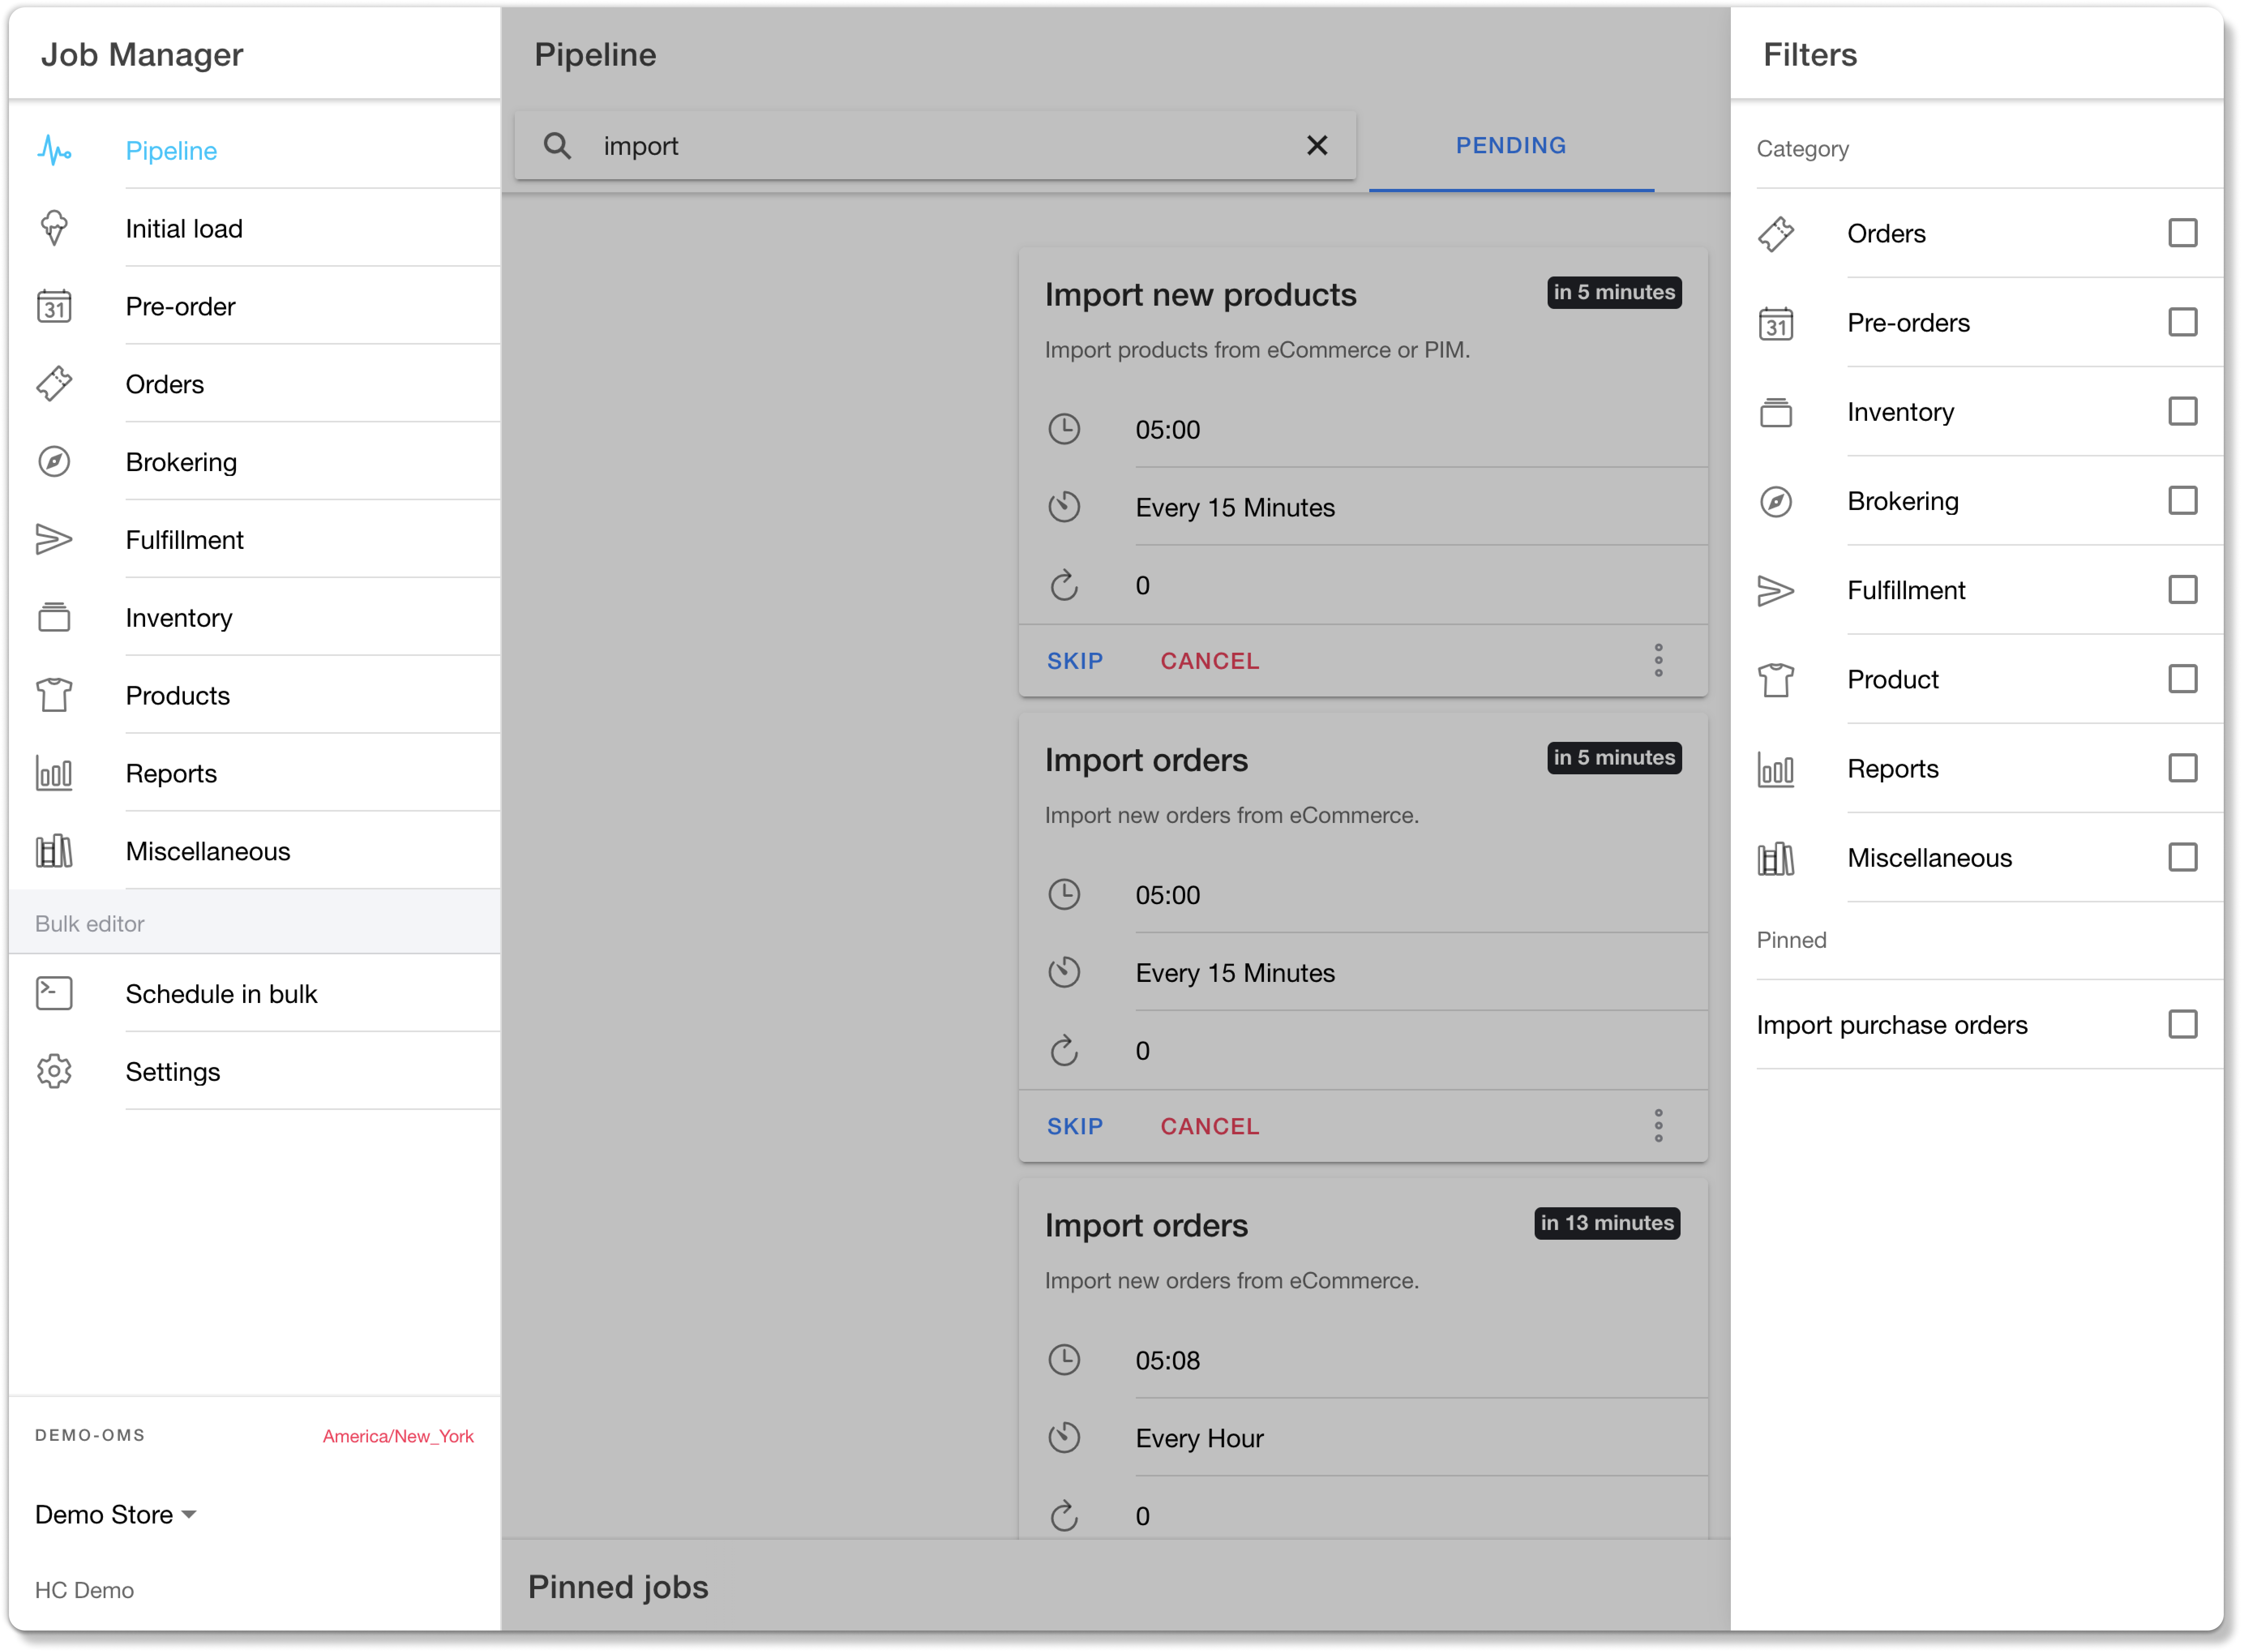 Job Manager
Pipeline
Initial load
31
Pre-order
Orders
Brokering
Fulfillment
Inventory
Products
Reports
Miscellaneous
Bulk editor
Schedule in bulk
Settings
DEMO-OMS
America/New_York
Demo Store
HC Demo
Pipeline
import
PENDING
Import new products
in 5 minutes
Import products from eCommerce or PIM.
05:00
Every 15 Minutes
0
SKIP
CANCEL
Import orders
in 5 minutes
Import new orders from eCommerce.
05:00
Every 15 Minutes
0
SKIP
CANCEL
Import orders
in 13 minutes
Import new orders from eCommerce.
05:08
Every Hour
0
Pinned jobs
Filters
Category
Orders
31
Pre-orders
Inventory
Brokering
Fulfillment
Product
Reports
Miscellaneous
Pinned
Import purchase orders